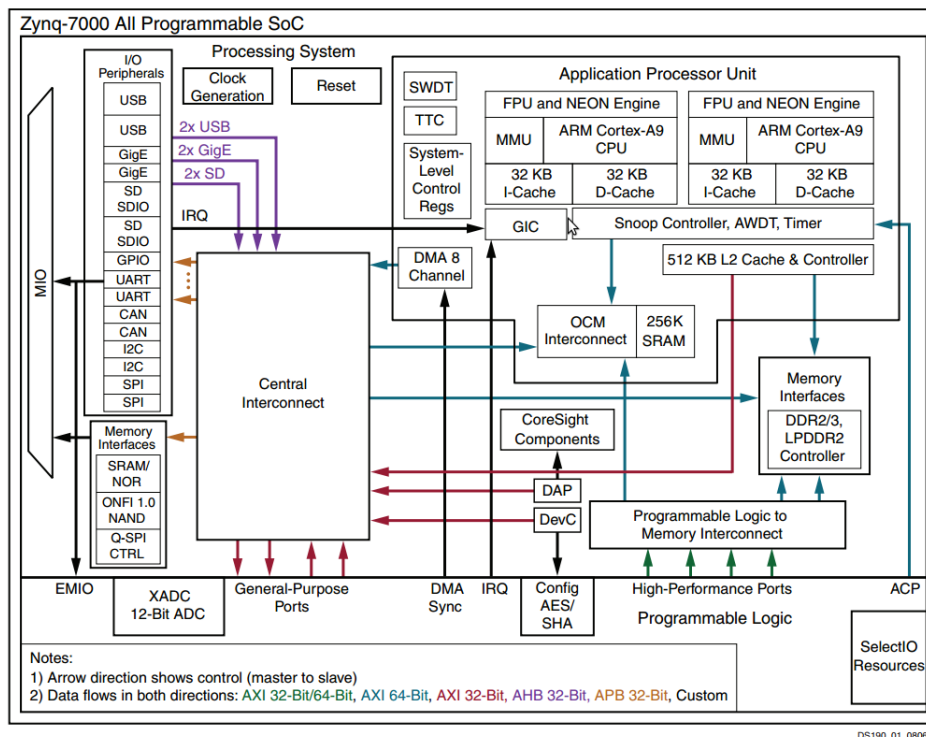 Zynq-7000 All Programmable SoC
Processing System
I/O
Peripherals
USB
USB
GigE
GigE
SD
SDIO
SD
SDIO
GPIO
UART
UART
CAN
CAN
I2C
I2C
SPI
SPI
MIO
Clock
Generation
Reset
2x USB
2x GigE
2x SD
IRQ
Application Processor Unit
SWDT
TTC
System-
Level
Control
Regs
FPU and NEON Engine
MMU
ARM Cortex-A9
CPU
32 KB
I-Cache
32 KB
D-Cache
FPU and NEON Engine
MMU
ARM Cortex-A9
CPU
32 KB
I-Cache
32 KB
D-Cache
GIC
Snoop Controller, AWDT, Timer
DMA 8
Channel
512 KB L2 Cache & Controller
OCM
Interconnect
256K
SRAM
Central
Interconnect
Memory
Interfaces
DDR2/3,
LPDDR2
Controller
CoreSight
Components
DAP
DevC
Programmable Logic to
Memory Interconnect
Memory
Interfaces
SRAM/
NOR
ONFI 1.0
NAND
Q-SPI
CTRL
EMIO
XADC
12-Bit ADC
General-Purpose
Ports
DMA
Sync
IRQ
Config
AES/
SHA
High-Performance Ports
ACP
Programmable Logic
SelectIO
Resources
Notes:
1) Arrow direction shows control (master to slave)
2) Data flows in both directions: AXI 32-Bit/64-Bit, AXI 64-Bit, AXI 32-Bit, AHB 32-Bit, APB 32-Bit, Custom
DS190_01_0806